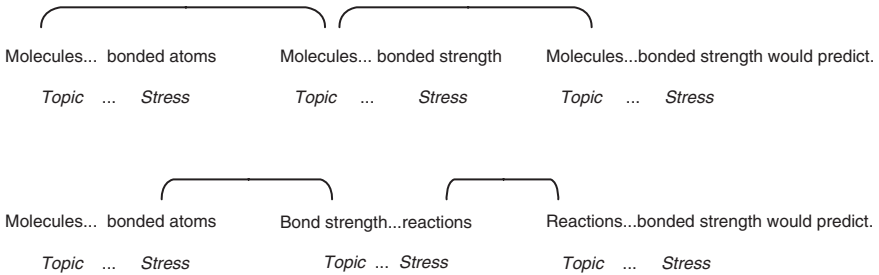 Molecules... bonded atoms Molecules... bonded strength Molecules...bonded strength would predict.
Topic ... Stress Topic ... Stress Topic ... Stress
Molecules... bonded atoms Bond strength...reactions Reactions...bonded strength would predict.
Topic ... Stress Topic ... Stress Topic ... Stress